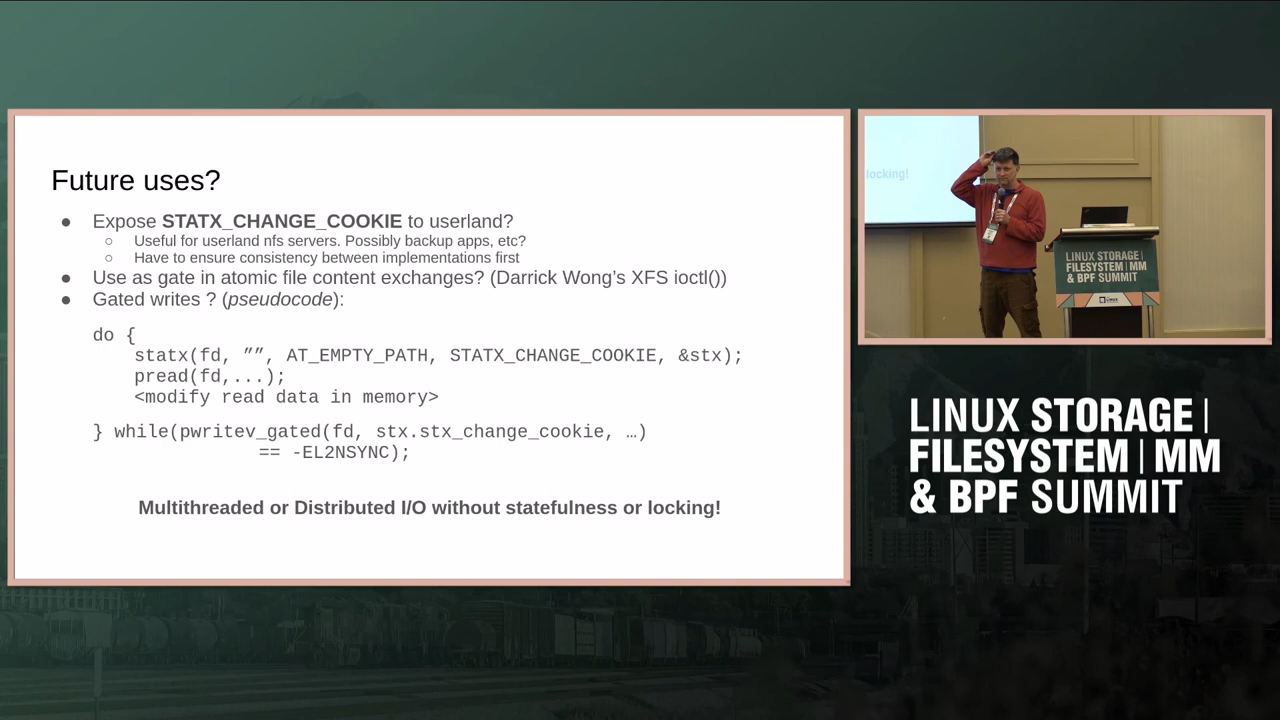 Future uses?
● Expose STATX_CHANGE_COOKIE to userland?
○ Useful for userland nfs servers. Possibly backup apps, etc?
○ Have to ensure consistency between implementations first
● Use as gate in atomic file content exchanges? (Darrick Wong’s XFS ioctl())
● Gated writes ? (pseudocode):
do {
statx(fd, ””, AT_EMPTY_PATH, STATX_CHANGE_COOKIE, &stx);
pread(fd,...);
<modify read data in memory>
} while(pwritev_gated(fd, stx.stx_change_cookie, …)
== -EL2NSYNC);
Multithreaded or Distributed I/O without statefulness or locking!
locking!
LINUX STORAGE |
FILESYSTEM | MM
& BPF SUMMIT
LINUX STORAGE |
FILESYSTEM | MM
& BPF SUMMIT